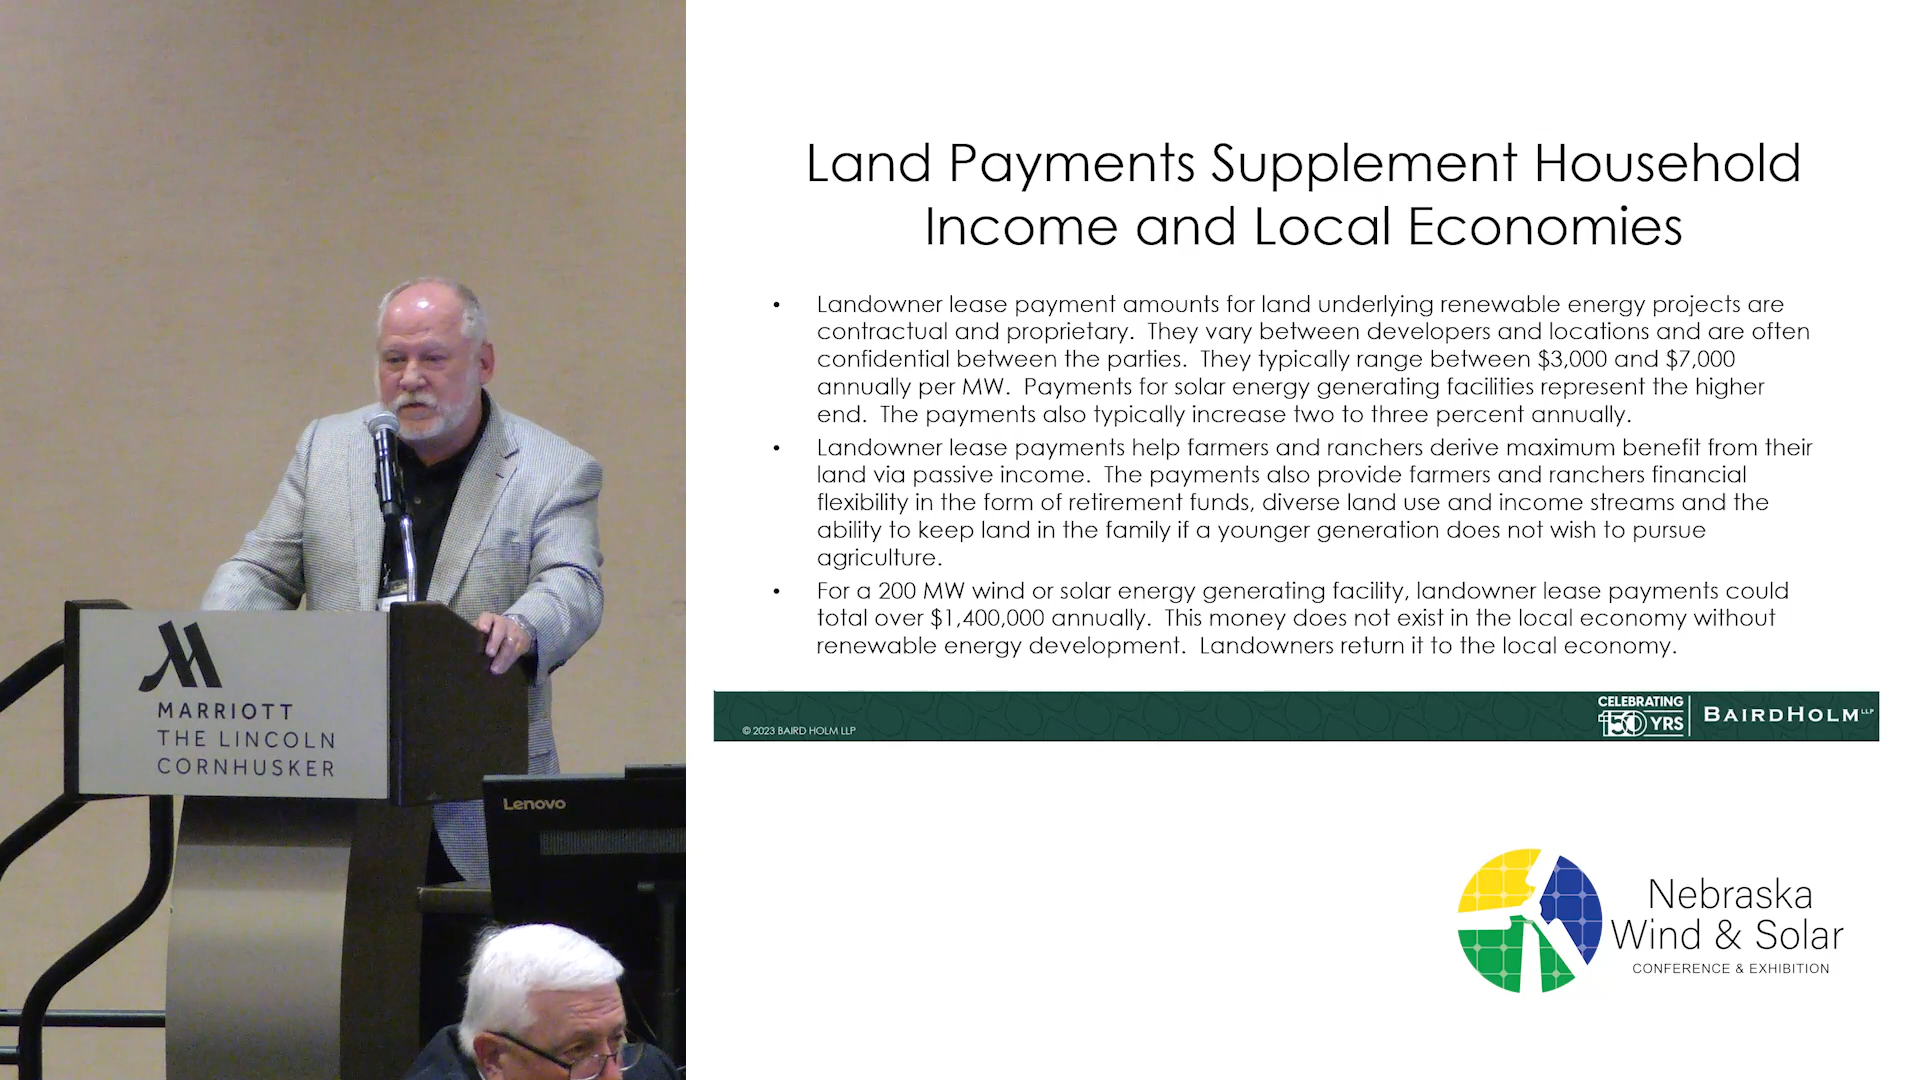 Land Payments Supplement Household
Income and Local Economies
• Landowner lease payment amounts for land underlying renewable energy projects are
contractual and proprietary. They vary between developers and locations and are often
confidential between the parties. They typically range between $3,000 and $7,000
annually per MW. Payments for solar energy generating facilities represent the higher
end. The payments also typically increase two to three percent annually.
• Landowner lease payments help farmers and ranchers derive maximum benefit from their
land via passive income. The payments also provide farmers and ranchers financial
flexibility in the form of retirement funds, diverse land use and income streams and the
ability to keep land in the family if a younger generation does not wish to pursue
agriculture.
• For a 200 MW wind or solar energy generating facility, landowner lease payments could
total over $1,400,000 annually. This money does not exist in the local economy without
renewable energy development. Landowners return it to the local economy.
© 2023 BAIRD HOLM LLP
CELEBRATING
150 YRS
BAIRDHOLM LLP
MARRIOTT
THE LINCOLN
CORNHUSKER
Lenovo
Nebraska
Wind & Solar
CONFERENCE & EXHIBITION